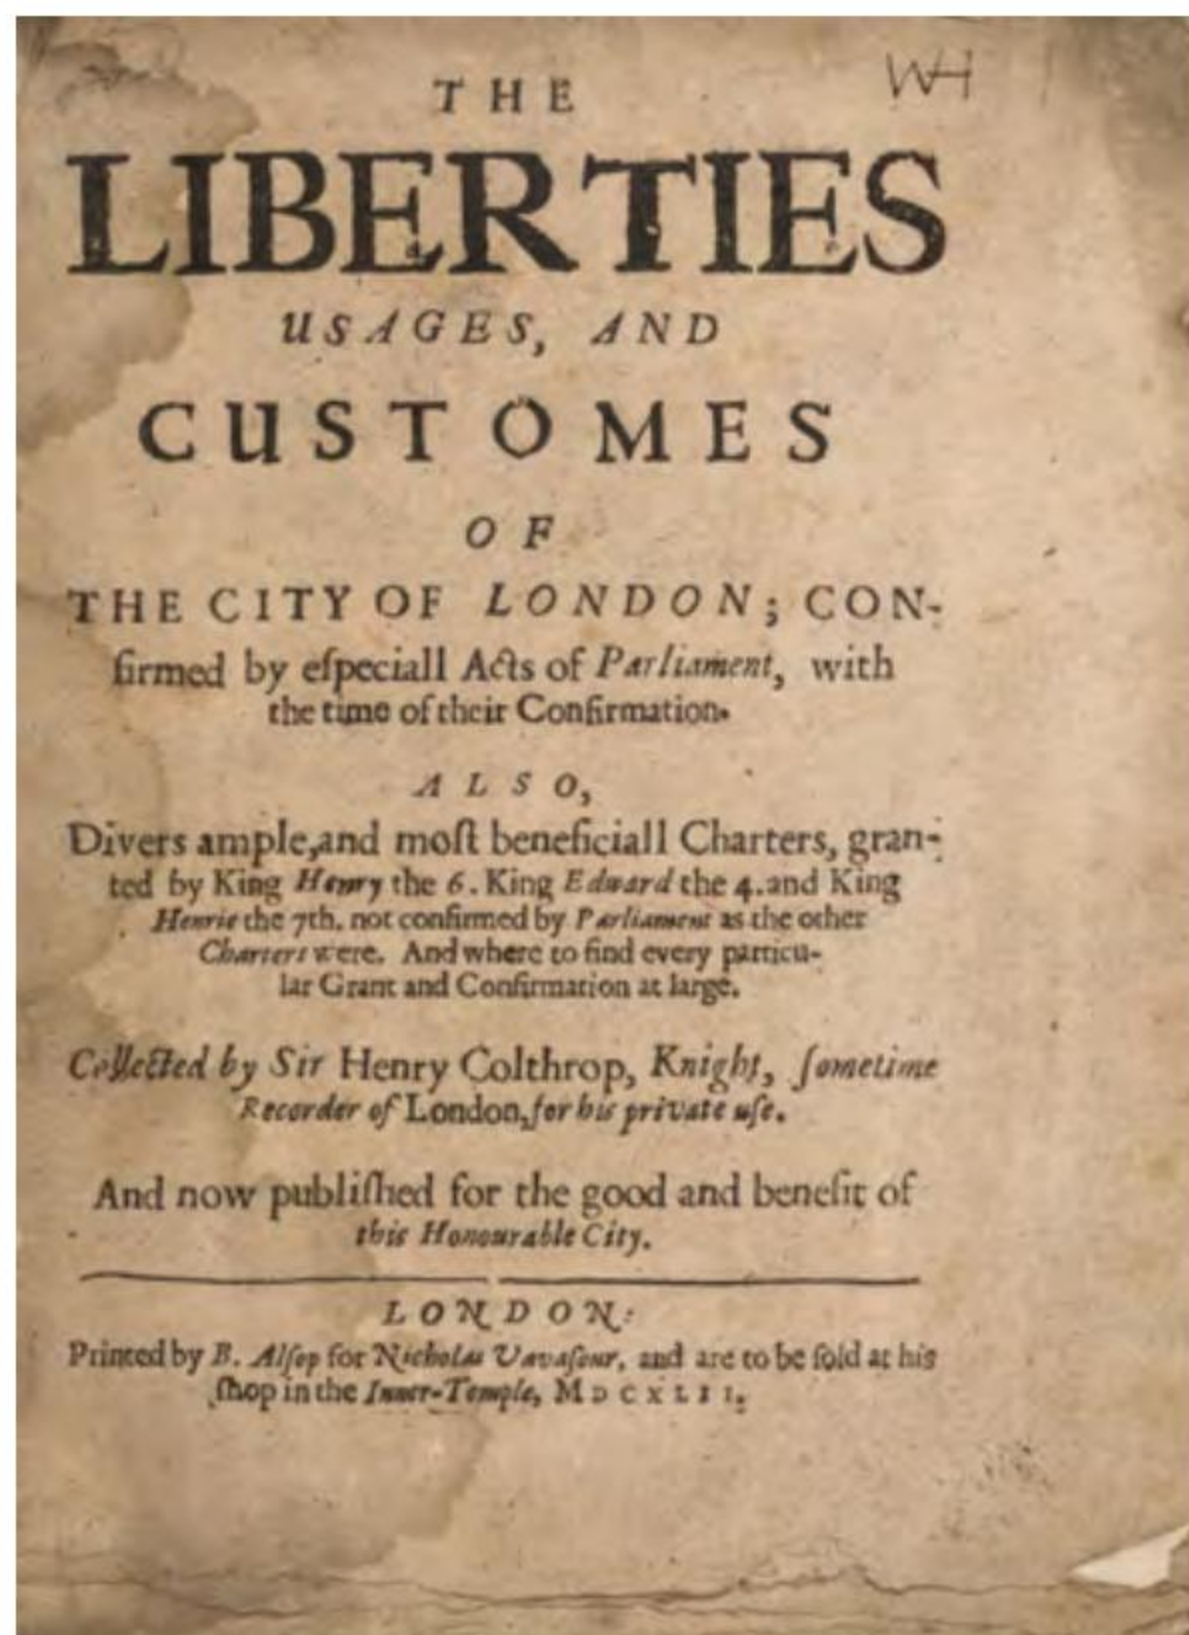 WH
THE
LIBERTIES
USAGES, AND
CUSTOMES
OF
THE CITY OF LONDON; CON-
firmed by eſpeciall Acts of Parliament, with
the time of their Confirmation.
ALSO,
Divers ample,and moſt beneficiall Charters, gran-
ted by King Henry the 6. King Edward the 4.and King
Henrie the 7th. not confirmed by Parliament as the other
Charters were. And where to find every particu-
lar Grant and Confirmation at large.
Collected by Sir Henry Colthrop, Knight, ſometime
Recorder of London,for his private uſe.
And now publiſhed for the good and benefit of
this Honourable City.
LONDON:
Printed by B. Alſop for Nicholas Vavaſour, and are to be ſold at his
ſhop in the Inner-Temple, MDCXLII.